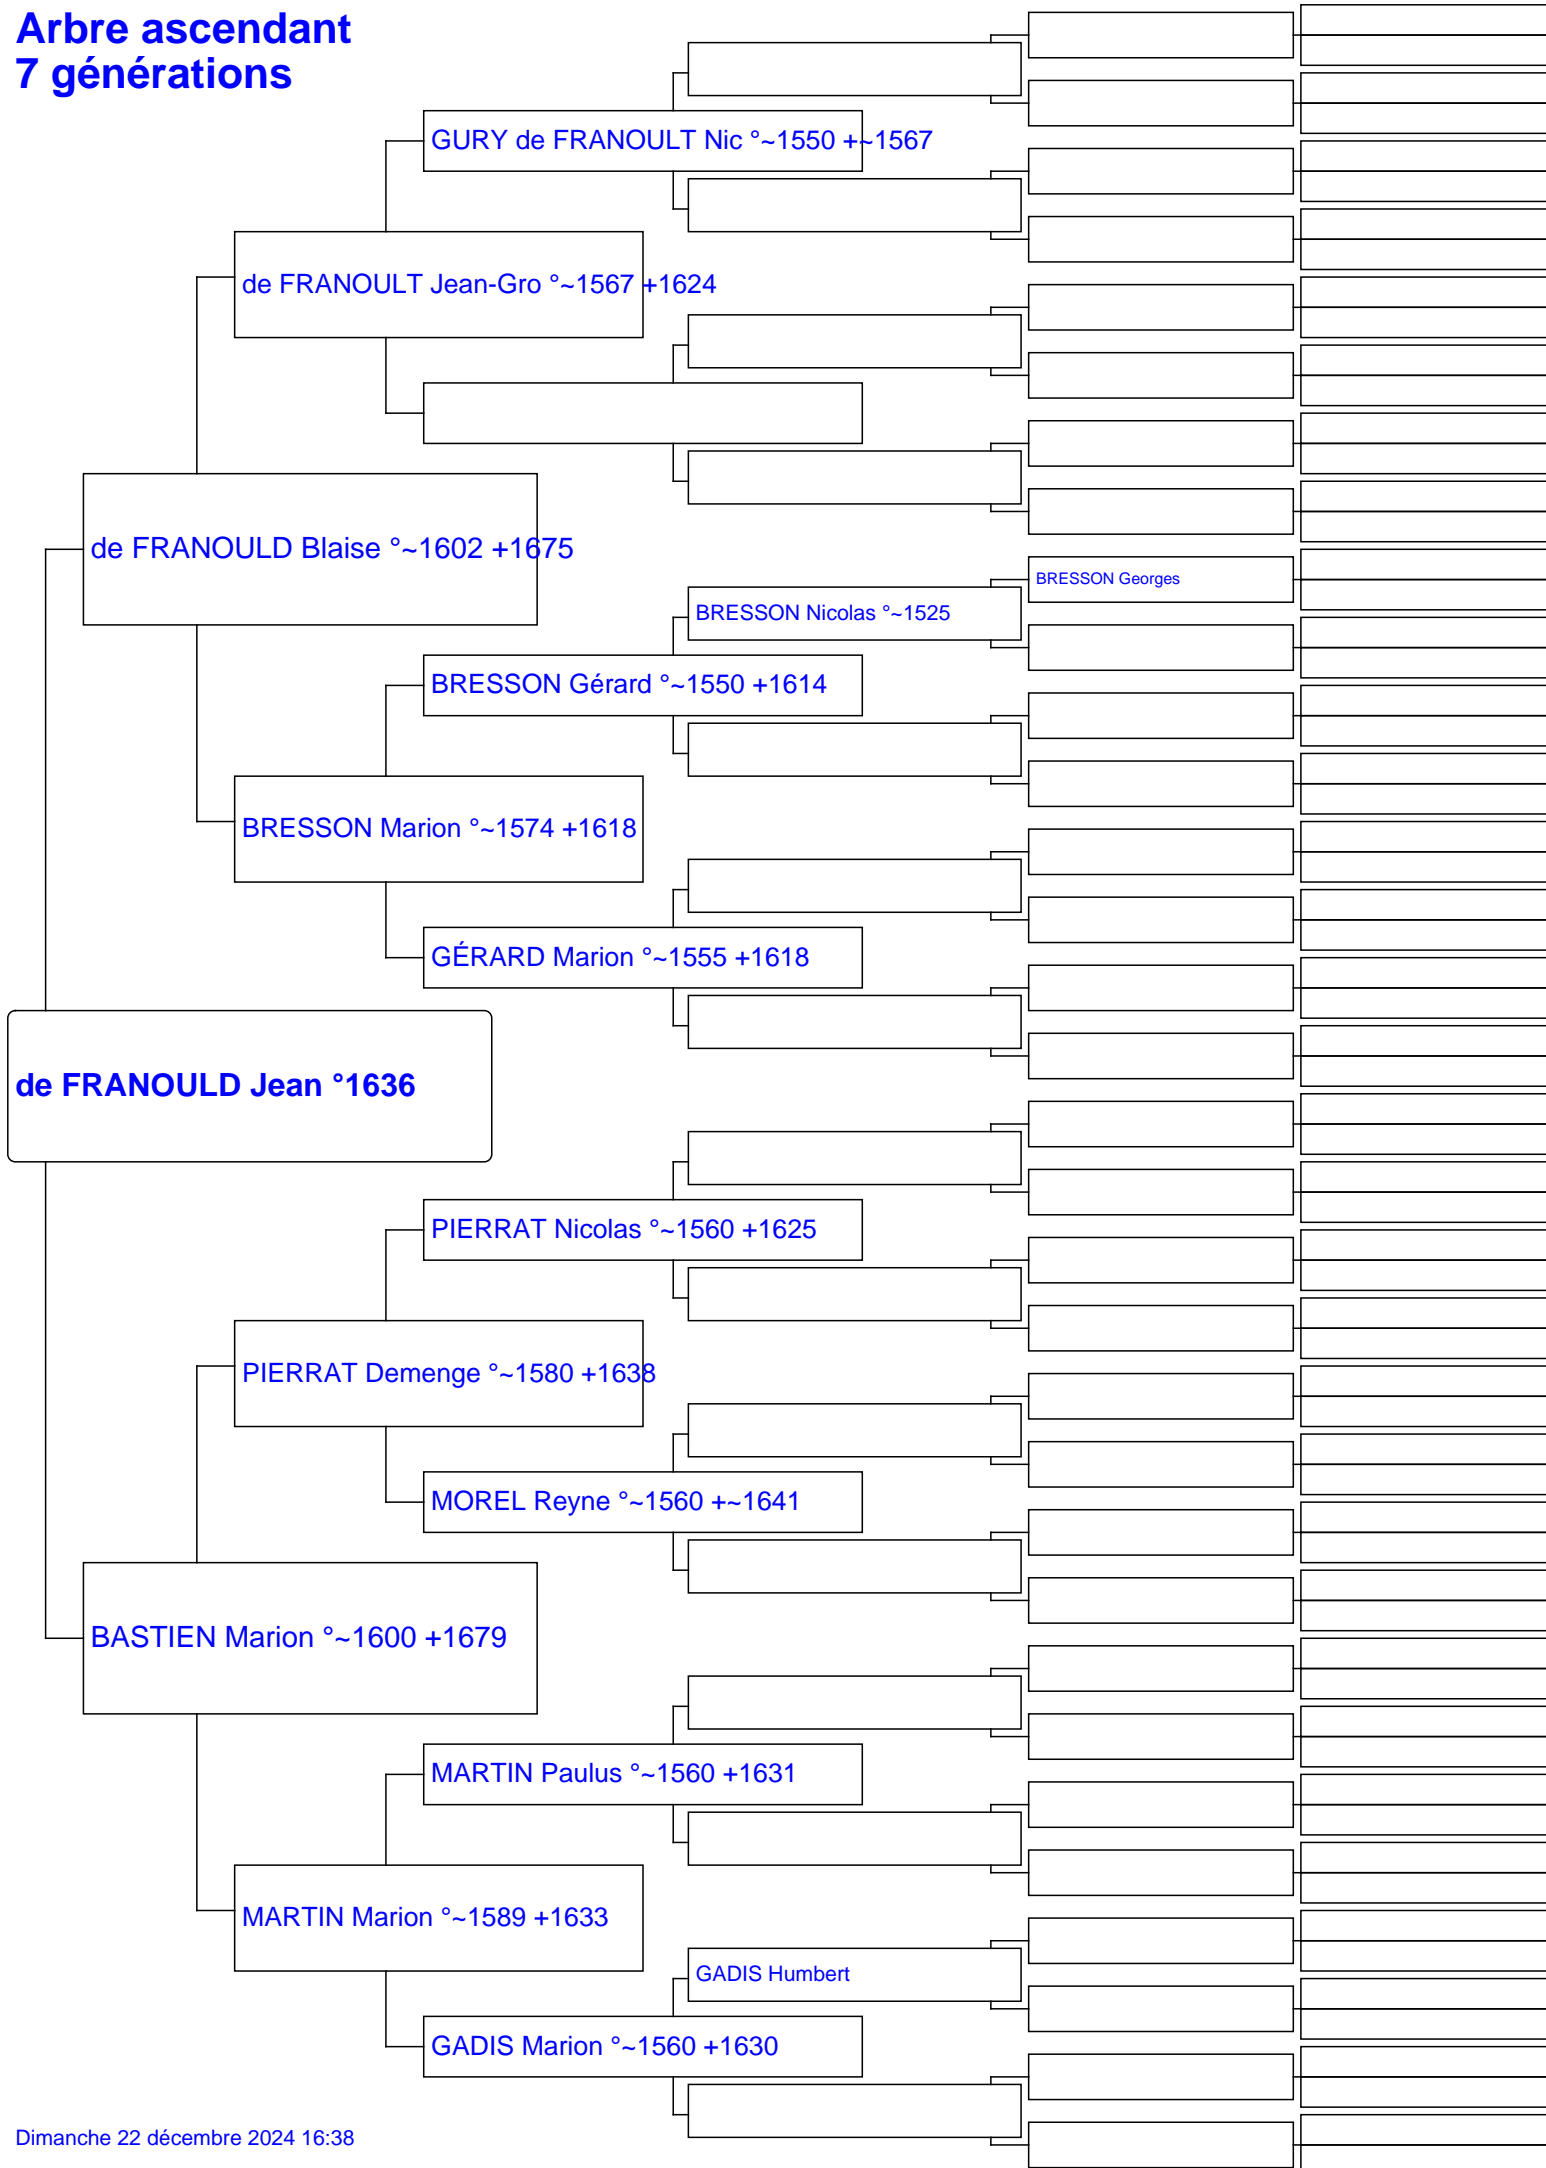 Arbre ascendant
7 générations
GURY de FRANOULT Nic °~1550 +~1567
de FRANOULT Jean-Gro °~1567 +1624
de FRANOULD Blaise °~1602 +1675
BRESSON Georges
BRESSON Nicolas °~1525
BRESSON Gérard °~1550 +1614
BRESSON Marion °~1574 +1618
GÉRARD Marion °~1555 +1618
de FRANOULD Jean °1636
PIERRAT Nicolas °~1560 +1625
PIERRAT Demenge °~1580 +1638
MOREL Reyne °~1560 +~1641
BASTIEN Marion °~1600 +1679
MARTIN Paulus °~1560 +1631
MARTIN Marion °~1589 +1633
GADIS Humbert
GADIS Marion °~1560 +1630
Dimanche 22 décembre 2024 16:38